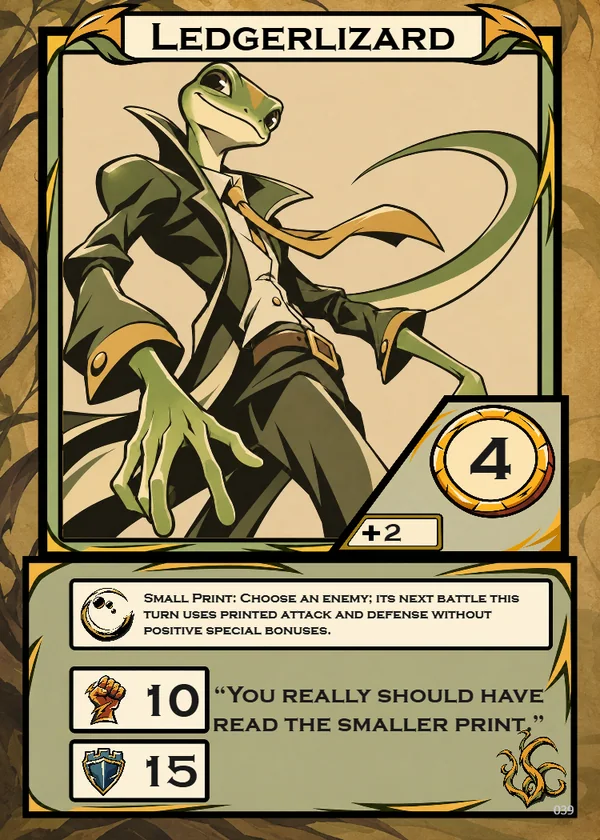 Ledgerlizard
4
+2
Small Print: Choose an enemy; its next battle this
turn uses printed attack and defense without
positive special bonuses.
10
“You really should have
read the smaller print.”
15
039